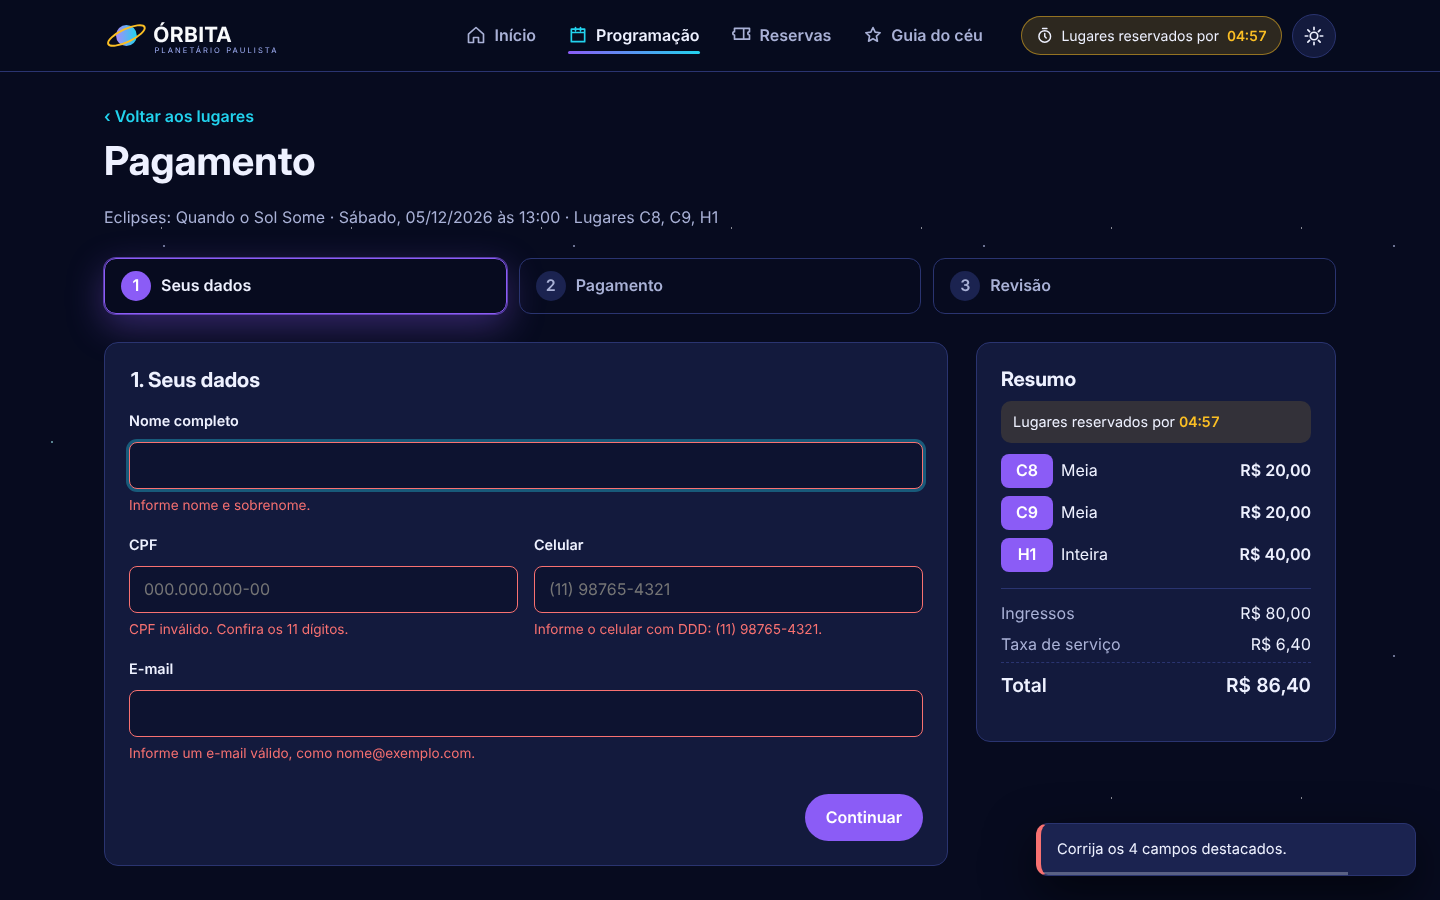 ÓRBITA
PLANETÁRIO PAULISTA
Início
Programação
Reservas
Guia do céu
Lugares reservados por 04:57
‹ Voltar aos lugares
Pagamento
Eclipses: Quando o Sol Some · Sábado, 05/12/2026 às 13:00 · Lugares C8, C9, H1
1 Seus dados
2 Pagamento
3 Revisão
1. Seus dados
Nome completo
Informe nome e sobrenome.
CPF
000.000.000-00
CPF inválido. Confira os 11 dígitos.
Celular
(11) 98765-4321
Informe o celular com DDD: (11) 98765-4321.
E-mail
Informe um e-mail válido, como nome@exemplo.com.
Continuar
Resumo
Lugares reservados por 04:57
C8 Meia R$ 20,00
C9 Meia R$ 20,00
H1 Inteira R$ 40,00
Ingressos R$ 80,00
Taxa de serviço R$ 6,40
Total R$ 86,40
Corrija os 4 campos destacados.